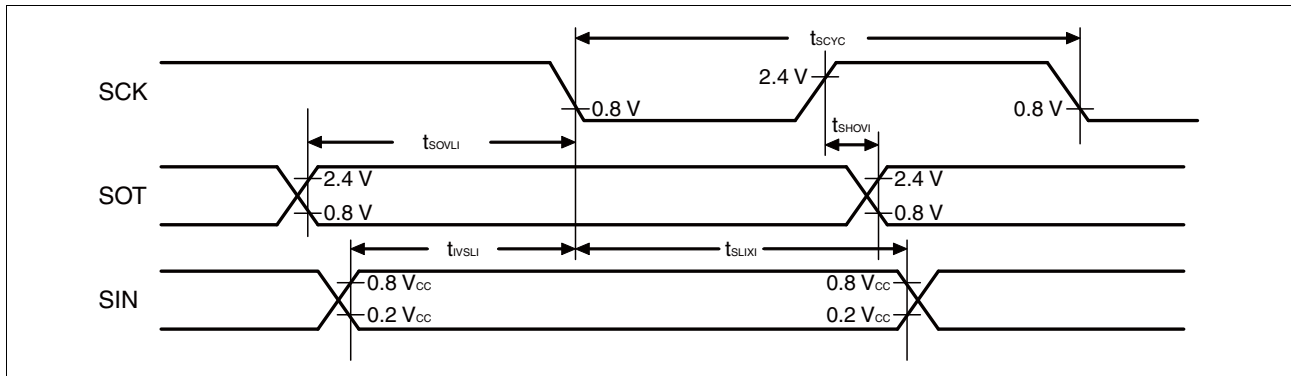 tSCYC
SCK
2.4 V
0.8 V
0.8 V
tSHOVI
tSOVLI
SOT
2.4 V
2.4 V
0.8 V
0.8 V
tIVSLI
tSLIXI
SIN
0.8 VCC
0.8 VCC
0.2 VCC
0.2 VCC